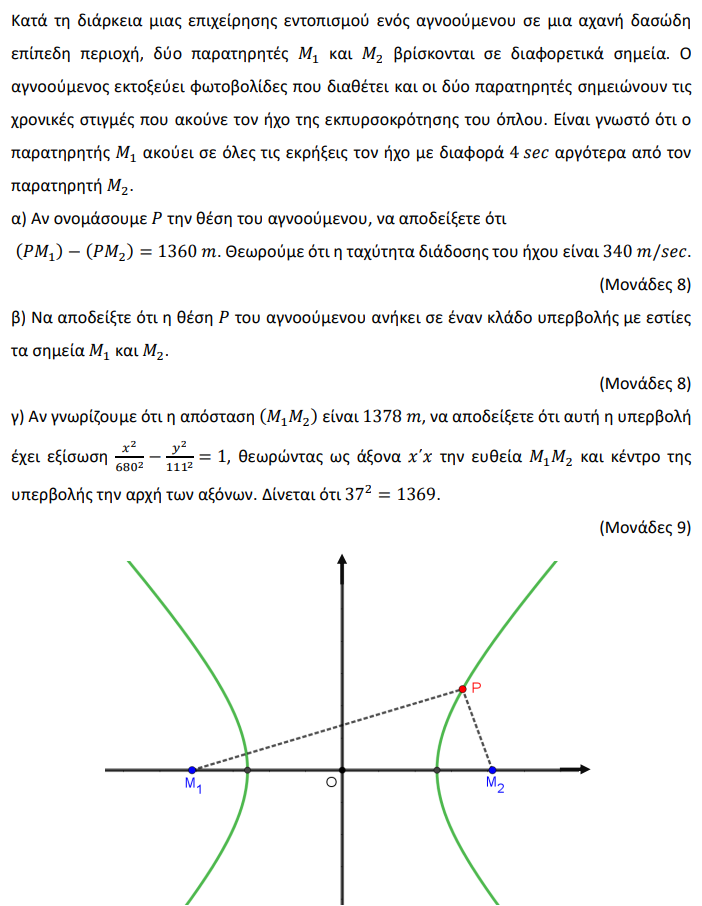 Κατά τη διάρκεια μιας επιχείρησης εντοπισμού ενός αγνοούμενου σε μια αχανή δασώδη
επίπεδη περιοχή, δύο παρατηρητές M₁ και M₂ βρίσκονται σε διαφορετικά σημεία. Ο
αγνοούμενος εκτοξεύει φωτοβολίδες που διαθέτει και οι δύο παρατηρητές σημειώνουν τις
χρονικές στιγμές που ακούνε τον ήχο της εκπυρσοκρότησης του όπλου. Είναι γνωστό ότι ο
παρατηρητής M₁ ακούει σε όλες τις εκρήξεις τον ήχο με διαφορά 4 sec αργότερα από τον
παρατηρητή M₂.
α) Αν ονομάσουμε P την θέση του αγνοούμενου, να αποδείξετε ότι
(PM₁) − (PM₂) = 1360 m. Θεωρούμε ότι η ταχύτητα διάδοσης του ήχου είναι 340 m/sec.
(Μονάδες 8)
β) Να αποδείξτε ότι η θέση P του αγνοούμενου ανήκει σε έναν κλάδο υπερβολής με εστίες
τα σημεία M₁ και M₂.
(Μονάδες 8)
γ) Αν γνωρίζουμε ότι η απόσταση (M₁M₂) είναι 1378 m, να αποδείξετε ότι αυτή η υπερβολή
έχει εξίσωση x²/680² − y²/111² = 1, θεωρώντας ως άξονα x′x την ευθεία M₁M₂ και κέντρο της
υπερβολής την αρχή των αξόνων. Δίνεται ότι 37² = 1369.
(Μονάδες 9)
P
M₁ O M₂